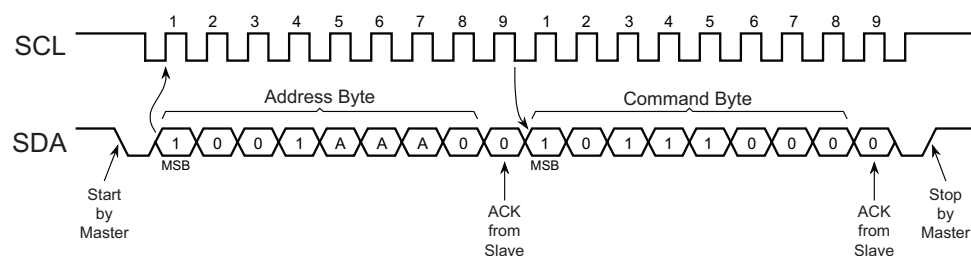 1 2 3 4 5 6 7 8 9 1 2 3 4 5 6 7 8 9
SCL
Address Byte Command Byte
SDA 1 0 0 1 A A A 0 0 1 0 1 1 1 0 0 0 0
MSB MSB
Start
by
Master
ACK
from
Slave
ACK
from
Slave
Stop
by
Master